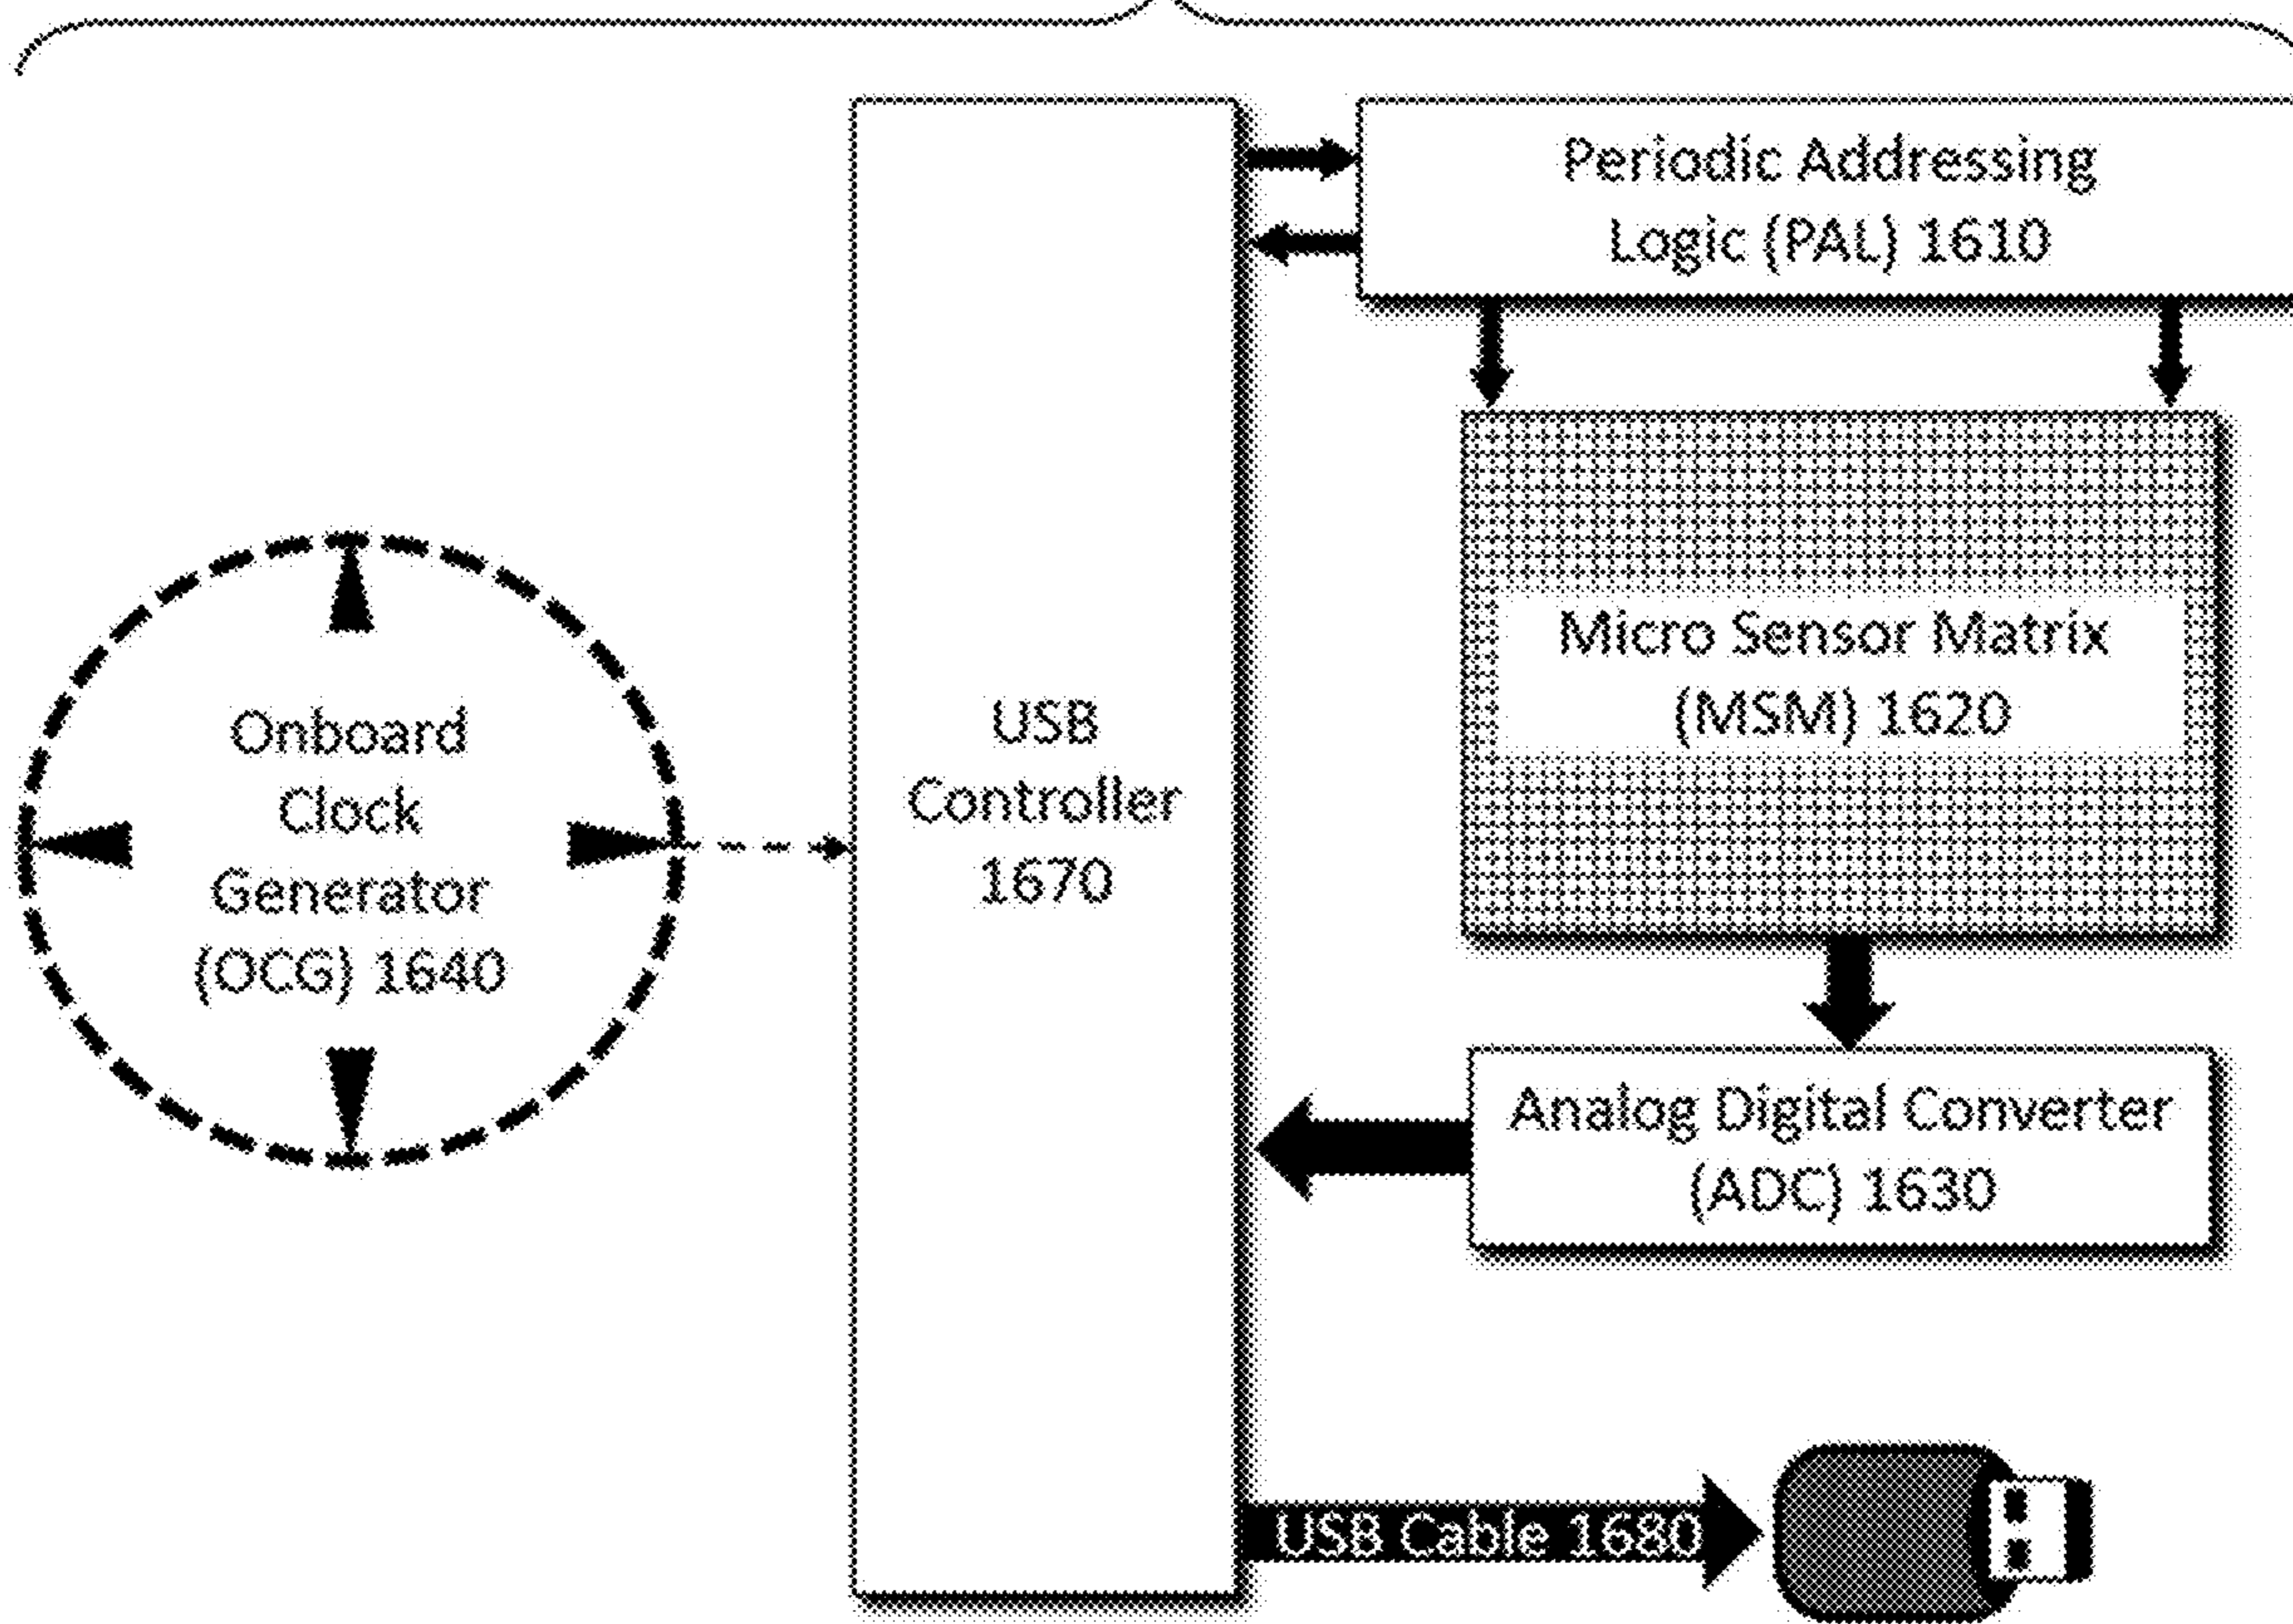 Periodic Addressing
Logic (PAL) 1610
Micro Sensor Matrix
(MSM) 1620
Onboard
Clock
Generator
(OCG) 1640
USB
Controller
1670
Analog Digital Converter
(ADC) 1630
USB Cable 1680